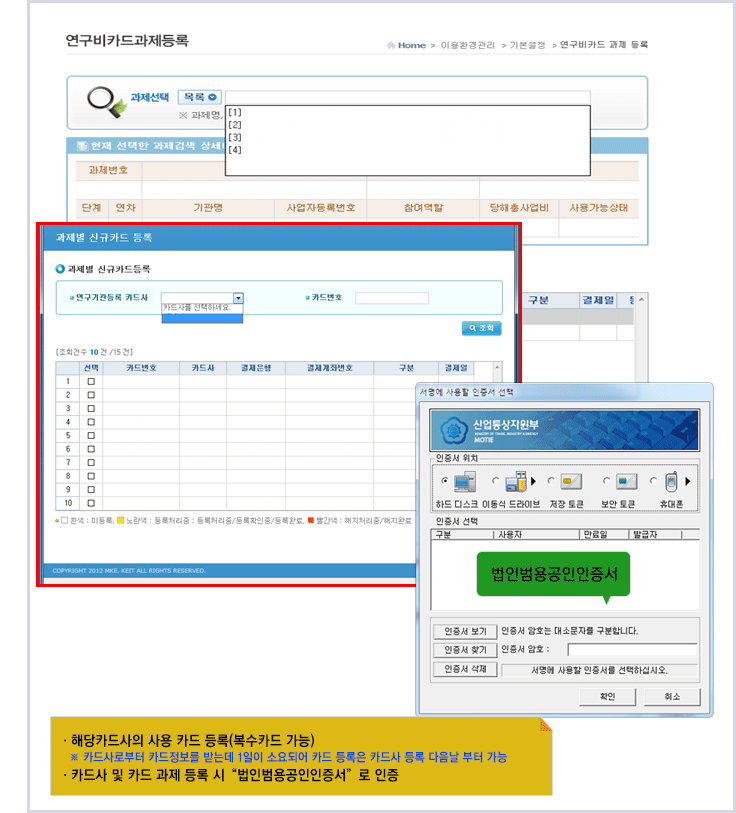 연구비카드과제등록
Home > 이용환경관리 > 기본설정 > 연구비카드 과제 등록
과제선택 목록
※ 과제명,
[1]
[2]
[3]
[4]
현재 선택한 과제검색 상세
과제번호
단계 연차 기관명 사업자등록번호 참여역할 당해총사업비 사용가능상태
과제별 신규카드 등록
과제별 신규카드등록
연구기관등록 카드사 카드번호
카드사를 선택하세요.
조회
구분 결제일
[조회건수 10 건 /15 건]
선택 카드번호 카드사 결제은행 결제계좌번호 구분 결제일
1
2
3
4
5
6
7
8
9
10
흰색 : 미등록, 노란색 : 등록처리중 : 등록처리중/등록확인중/등록완료, 빨간색 : 해지처리중/해지완료
COPYRIGHT 2012 MKE, KEIT ALL RIGHTS RESERVED.
서명에 사용할 인증서 선택
산업통상자원부
MINISTRY OF TRADE, INDUSTRY & ENERGY
MOTIE
인증서 위치
하드 디스크 이동식 드라이브 저장 토큰 보안 토큰 휴대폰
인증서 선택
구분 사용자 만료일 발급자
법인범용공인인증서
인증서 보기 인증서 암호는 대소문자를 구분합니다.
인증서 찾기 인증서 암호 :
인증서 삭제 서명에 사용할 인증서를 선택하십시오.
확인 취소
· 해당카드사의 사용 카드 등록(복수카드 가능)
※ 카드사로부터 카드정보를 받는데 1일이 소요되어 카드 등록은 카드사 등록 다음날 부터 가능
· 카드사 및 카드 과제 등록 시 “법인범용공인인증서” 로 인증